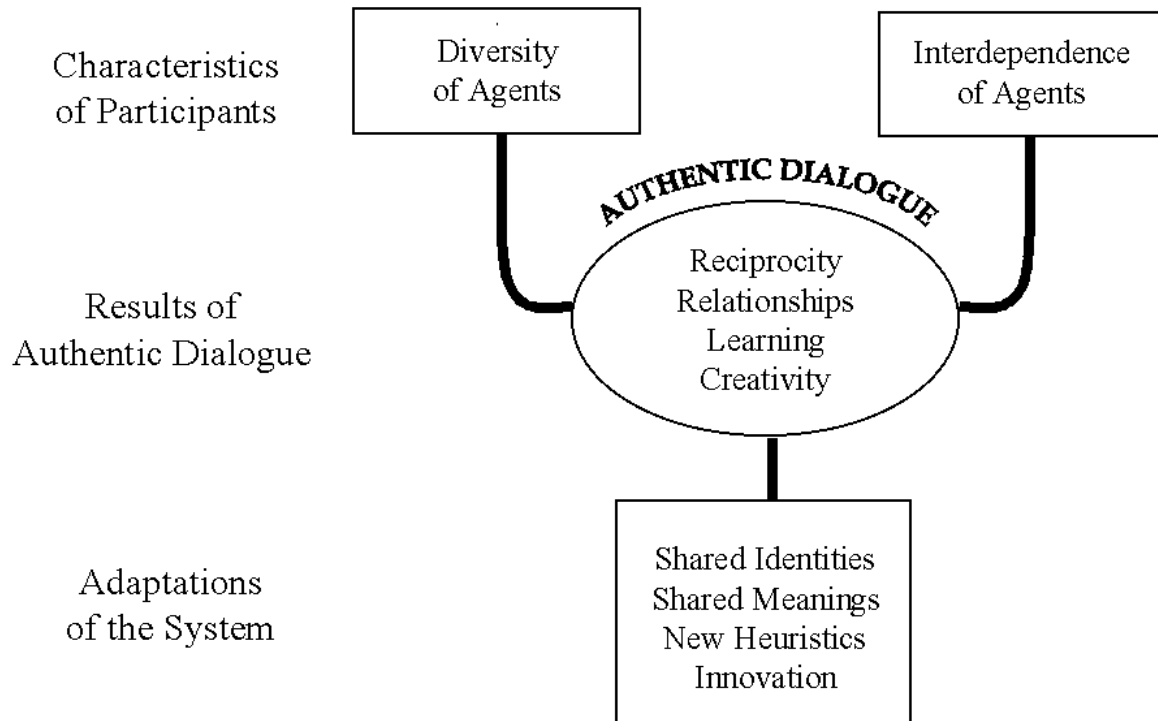 Characteristics
of Participants
Diversity
of Agents
Interdependence
of Agents
AUTHENTIC DIALOGUE
Results of
Authentic Dialogue
Reciprocity
Relationships
Learning
Creativity
Adaptations
of the System
Shared Identities
Shared Meanings
New Heuristics
Innovation